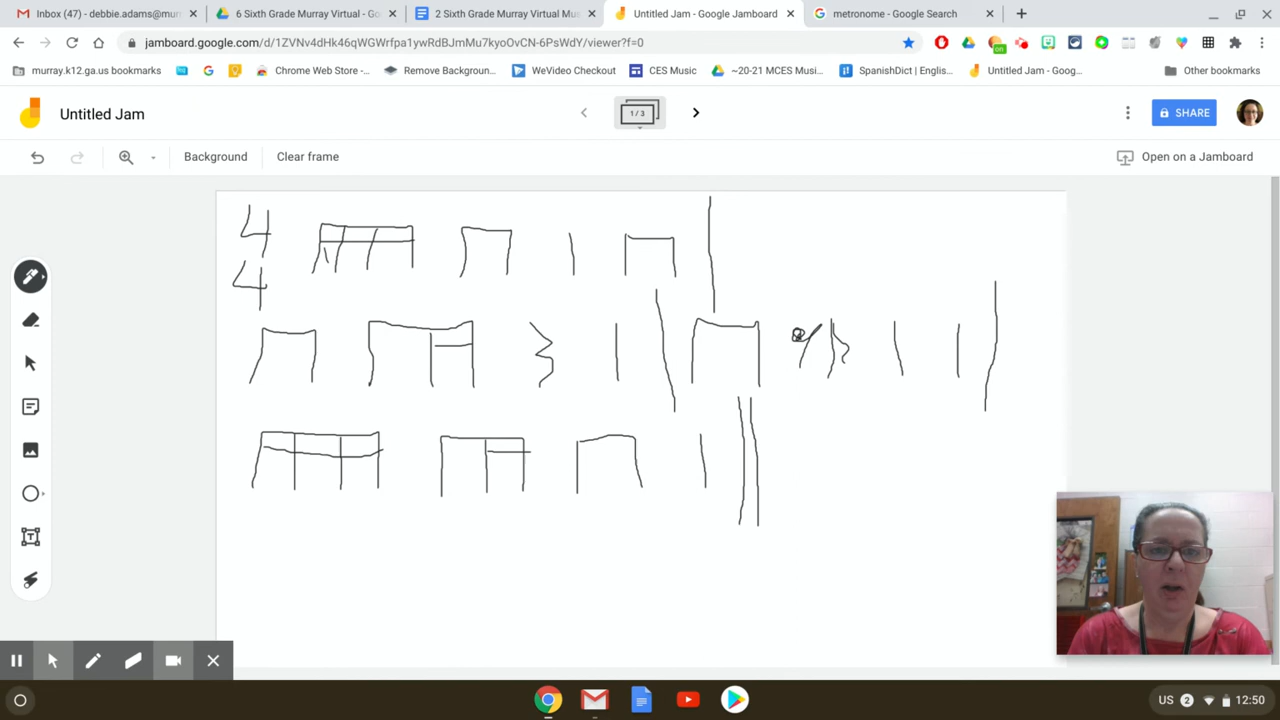 Inbox (47) - debbie.adams@mur
6 Sixth Grade Murray Virtual - Go
2 Sixth Grade Murray Virtual Mus
Untitled Jam - Google Jamboard
metronome - Google Search
jamboard.google.com/d/1ZVNv4dHk46qWGWrfpa1ywRdBJmMu7kyoOvCN-6PsWdY/viewer?f=0
on
murray.k12.ga.us bookmarks
Chrome Web Store -...
Remove Backgroun...
WeVideo Checkout
CES Music
~20-21 MCES Musi...
SpanishDict | Englis...
Untitled Jam - Goog...
Other bookmarks
Untitled Jam
1/3
SHARE
Background
Clear frame
Open on a Jamboard
4
4
US 2 12:50